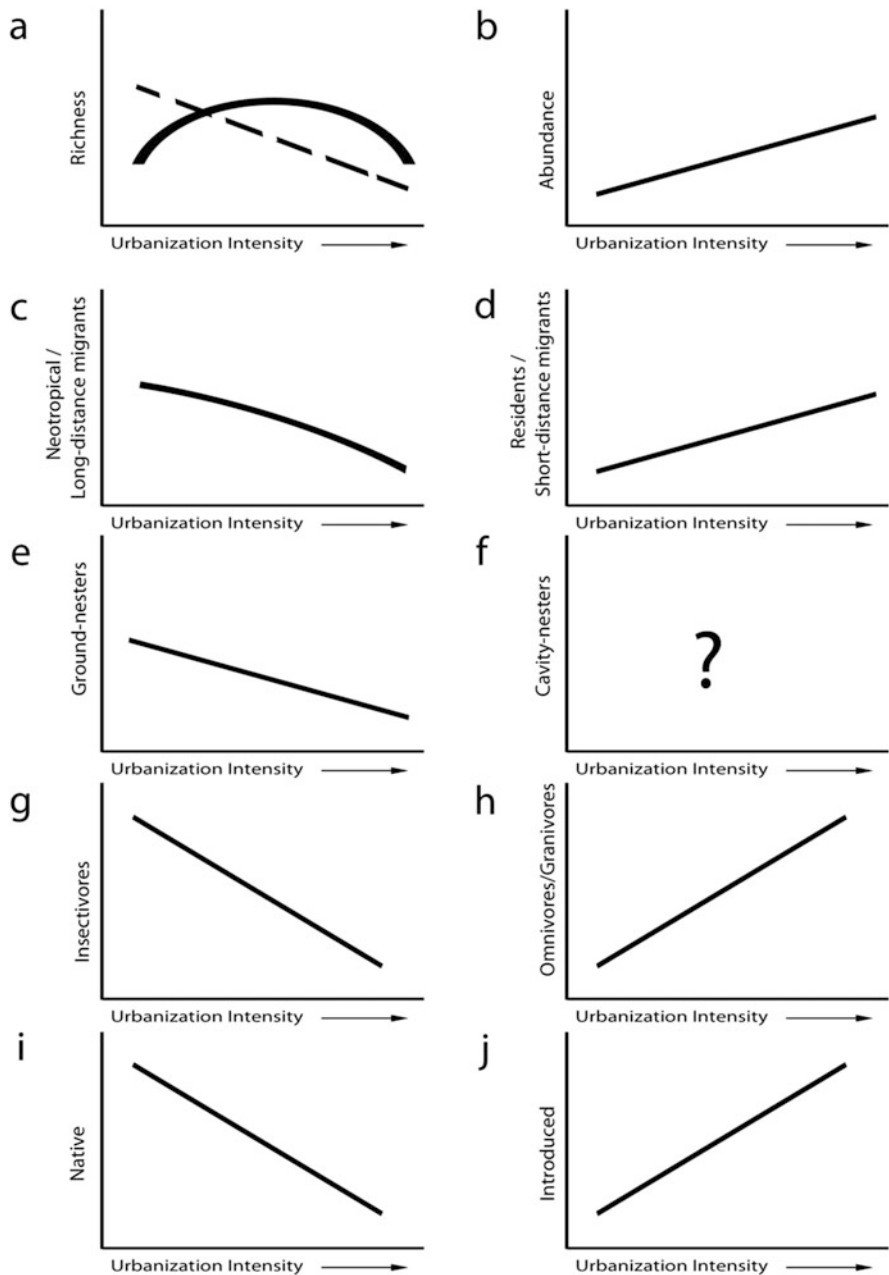 a
Richness
Urbanization Intensity
b
Abundance
Urbanization Intensity
c
Neotropical /
Long-distance migrants
Urbanization Intensity
d
Residents /
Short-distance migrants
Urbanization Intensity
e
Ground-nesters
Urbanization Intensity
f
Cavity-nesters
?
Urbanization Intensity
g
Insectivores
Urbanization Intensity
h
Omnivores/Granivores
Urbanization Intensity
i
Native
Urbanization Intensity
j
Introduced
Urbanization Intensity